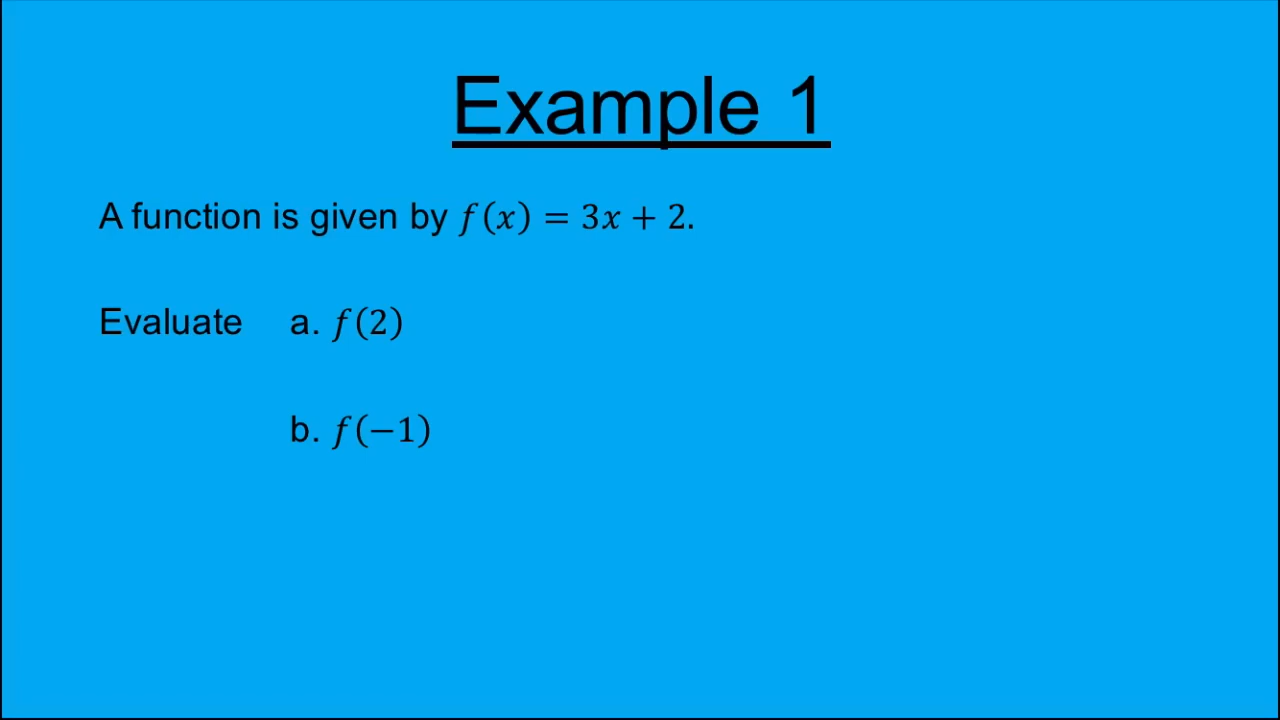 Example 1
A function is given by 𝑓(𝑥) = 3𝑥 + 2.
Evaluate a. 𝑓(2)
b. 𝑓(−1)